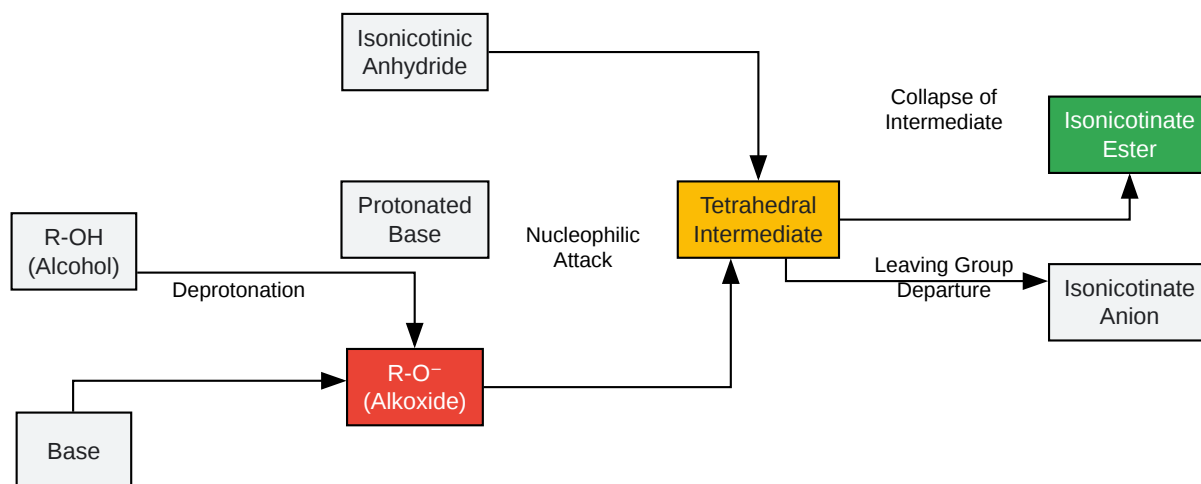 Isonicotinic
Anhydride
Collapse of
Intermediate
Isonicotinate
Ester
Protonated
Base
Tetrahedral
Intermediate
R-OH
(Alcohol)
Nucleophilic
Attack
Deprotonation
Leaving Group
Departure
Isonicotinate
Anion
R-O⁻
(Alkoxide)
Base